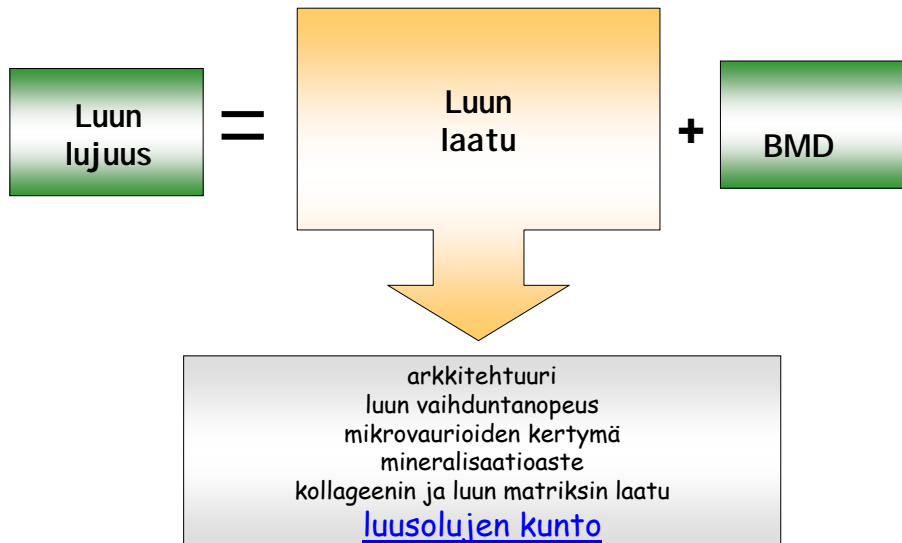 Luun
lujuus
=
Luun
laatu
+
BMD
arkkitehtuuri
luun vaihduntanopeus
mikrovaurioiden kertymä
mineralisaatioaste
kollageenin ja luun matriksin laatu
luusolujen kunto